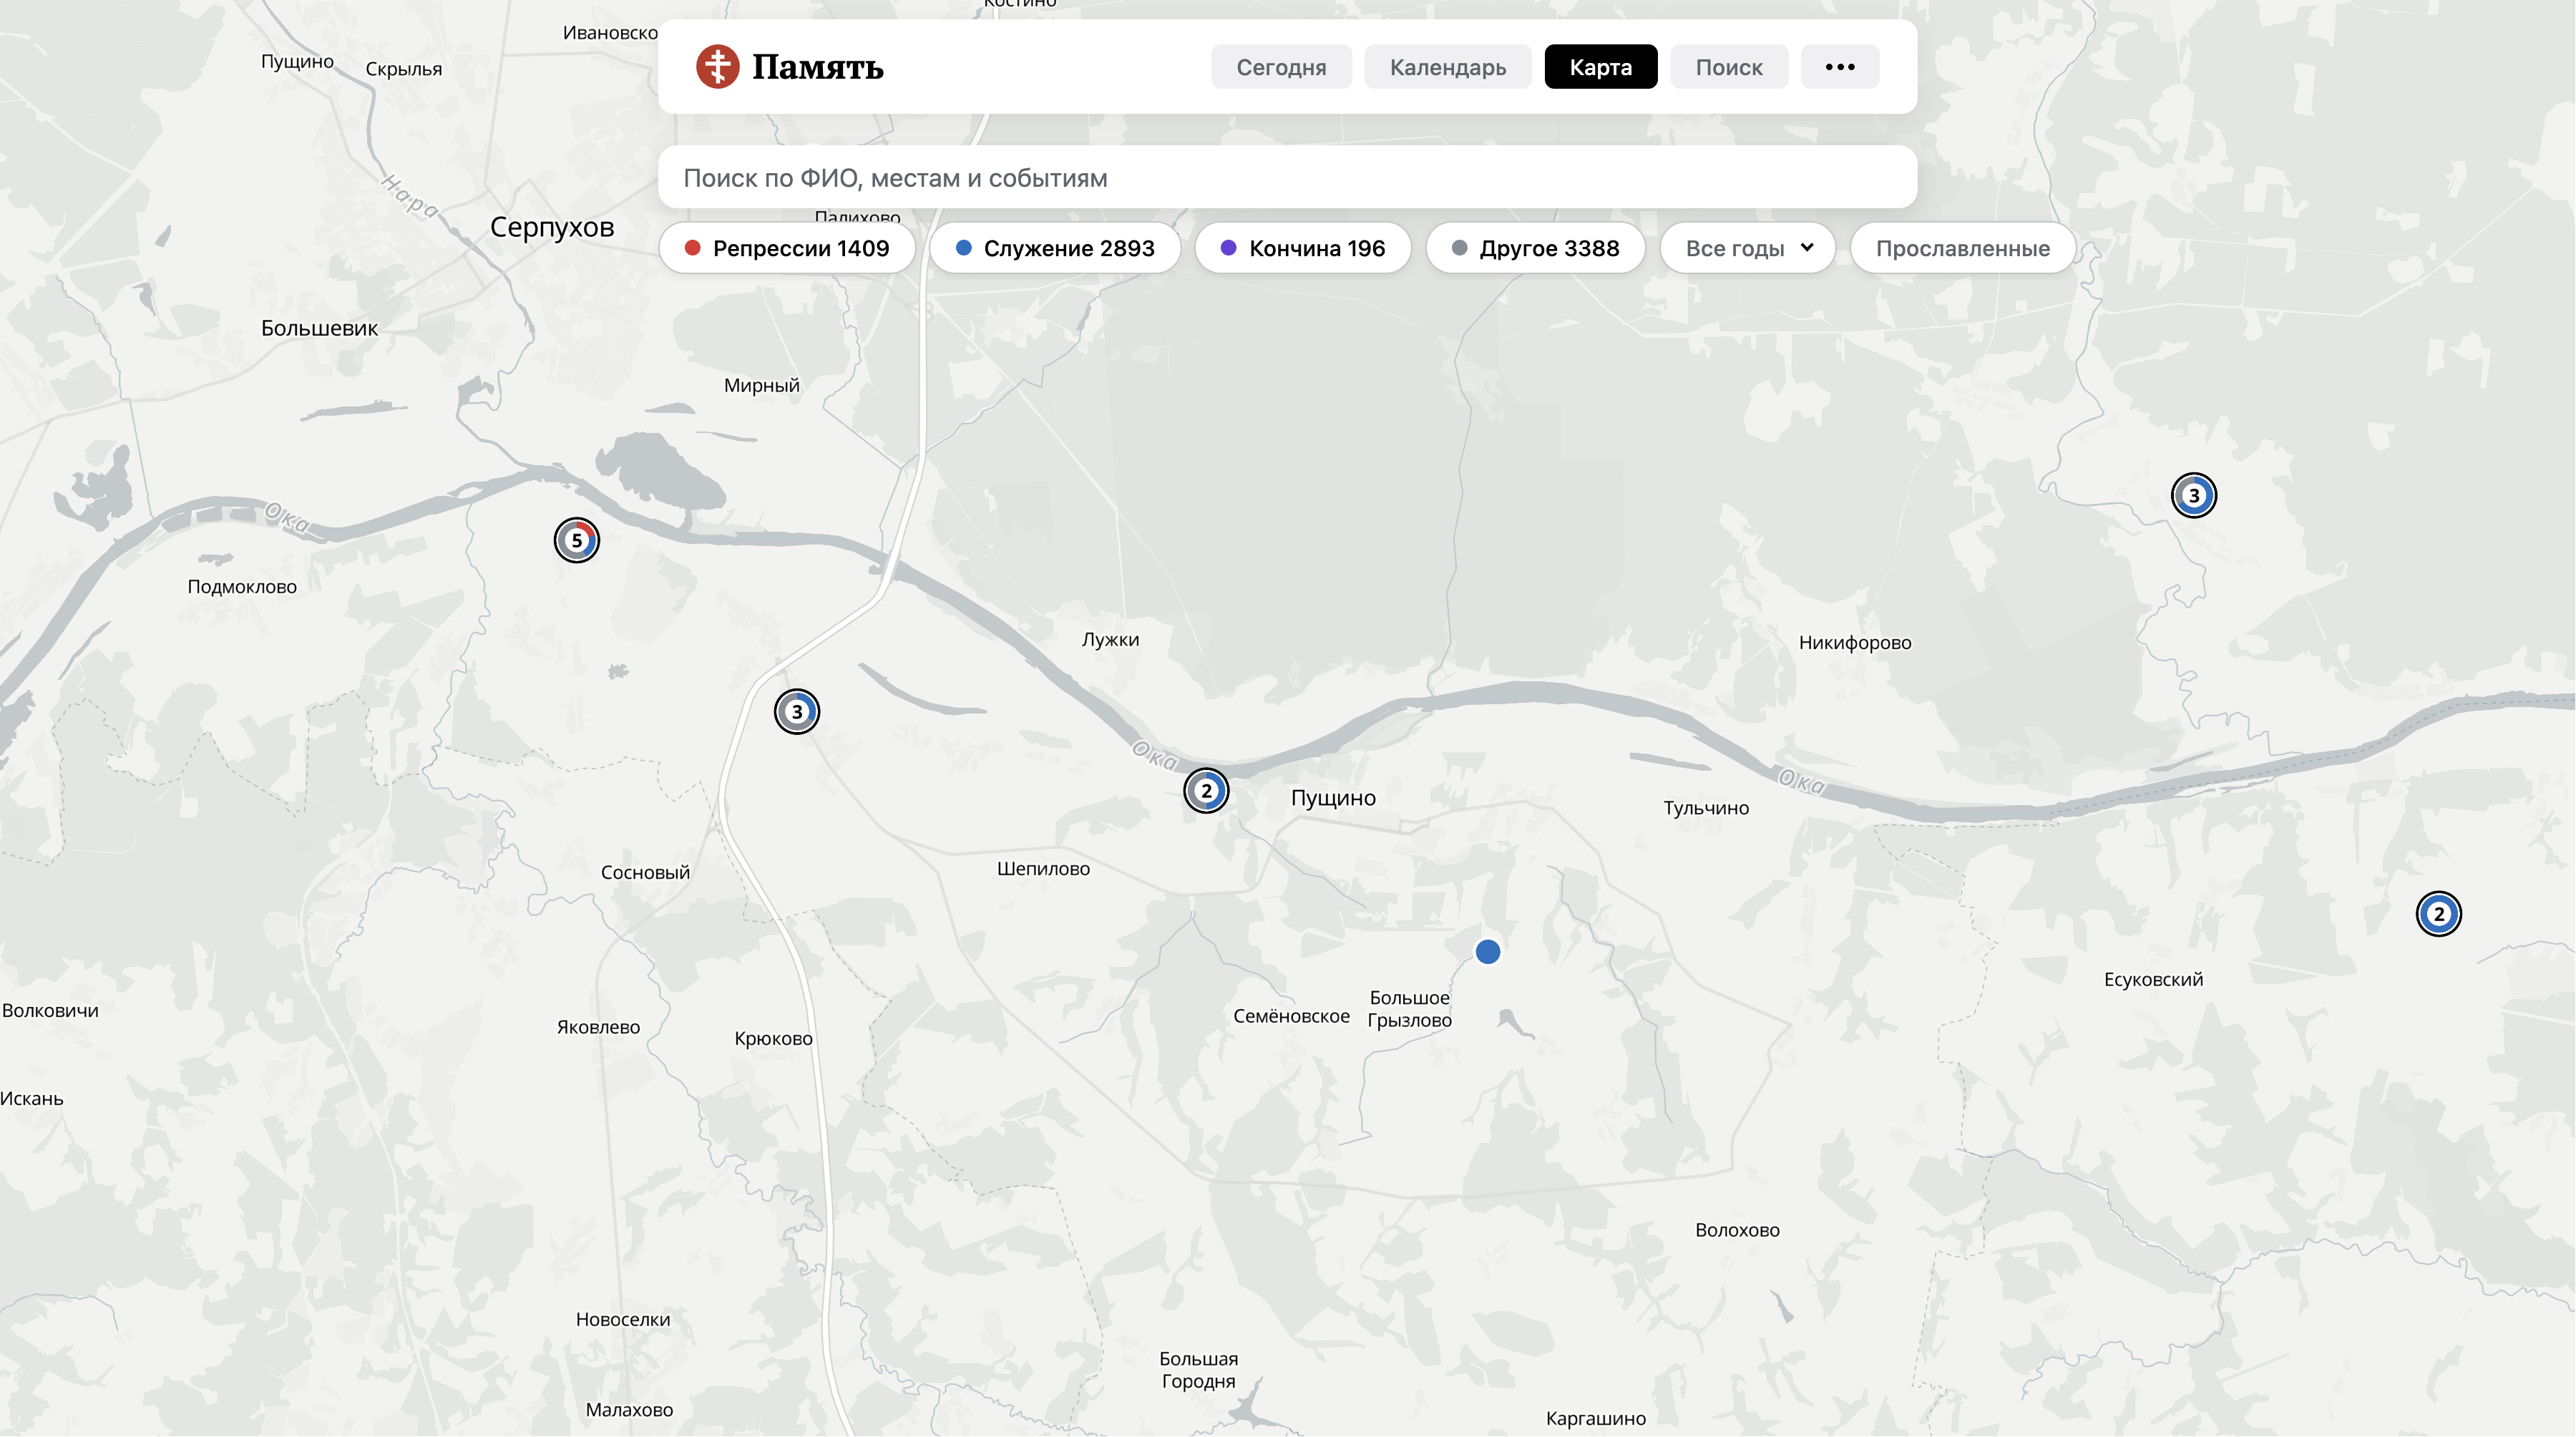 Костино
Ивановско
Пущино
Скрылья
Память
Сегодня
Календарь
Карта
Поиск
•••
Поиск по ФИО, местам и событиям
Нара
Серпухов
Палихово
Репрессии 1409
Служение 2893
Кончина 196
Другое 3388
Все годы
Прославленные
Большевик
Мирный
3
Ока
5
Подмоклово
Лужки
Никифорово
3
Ока
2
Пущино
Ока
Тульчино
Сосновый
Шепилово
2
Есуковский
Волковичи
Большое
Грызлово
Семёновское
Яковлево
Крюково
Искань
Волохово
Новоселки
Большая
Городня
Малахово
Каргашино